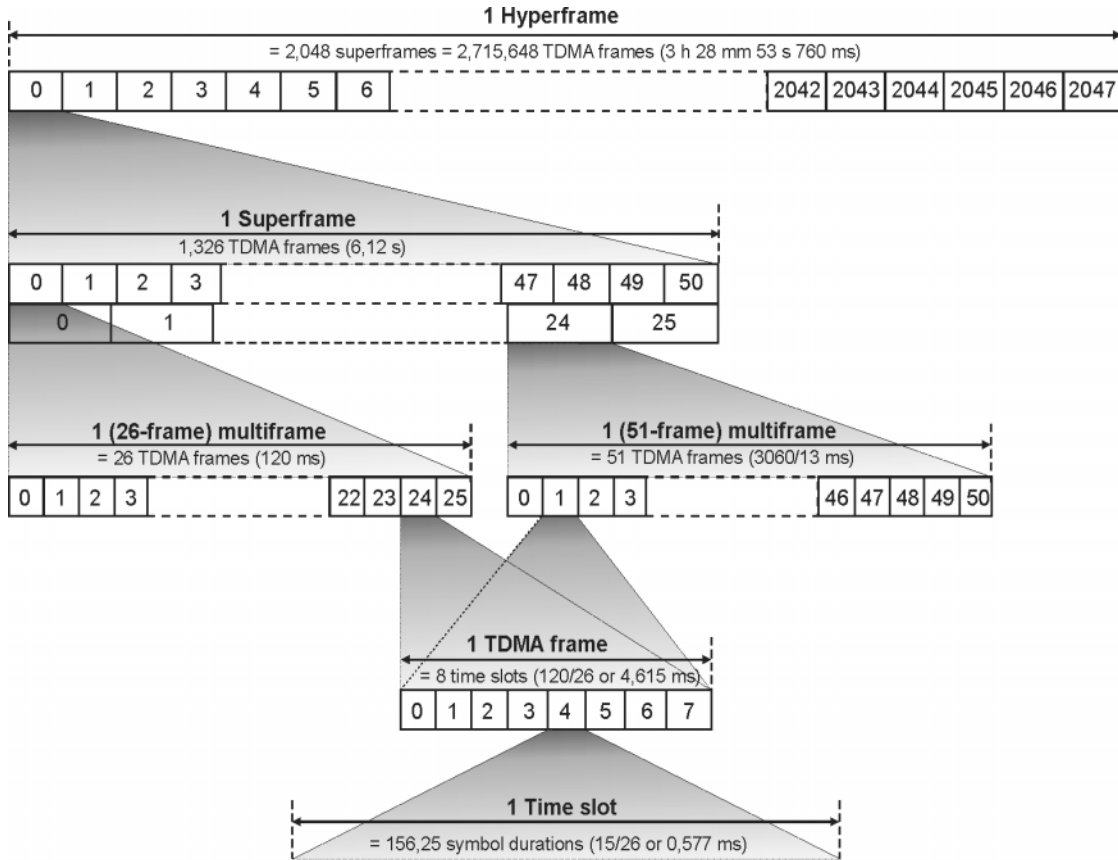 1 Hyperframe
= 2,048 superframes = 2,715,648 TDMA frames (3 h 28 mm 53 s 760 ms)
0 1 2 3 4 5 6 2042 2043 2044 2045 2046 2047
1 Superframe
1,326 TDMA frames (6,12 s)
0 1 2 3 47 48 49 50
0 1 24 25
1 (26-frame) multiframe 1 (51-frame) multiframe
= 26 TDMA frames (120 ms) = 51 TDMA frames (3060/13 ms)
0 1 2 3 22 23 24 25 0 1 2 3 46 47 48 49 50
1 TDMA frame
= 8 time slots (120/26 or 4,615 ms)
0 1 2 3 4 5 6 7
1 Time slot
= 156,25 symbol durations (15/26 or 0,577 ms)